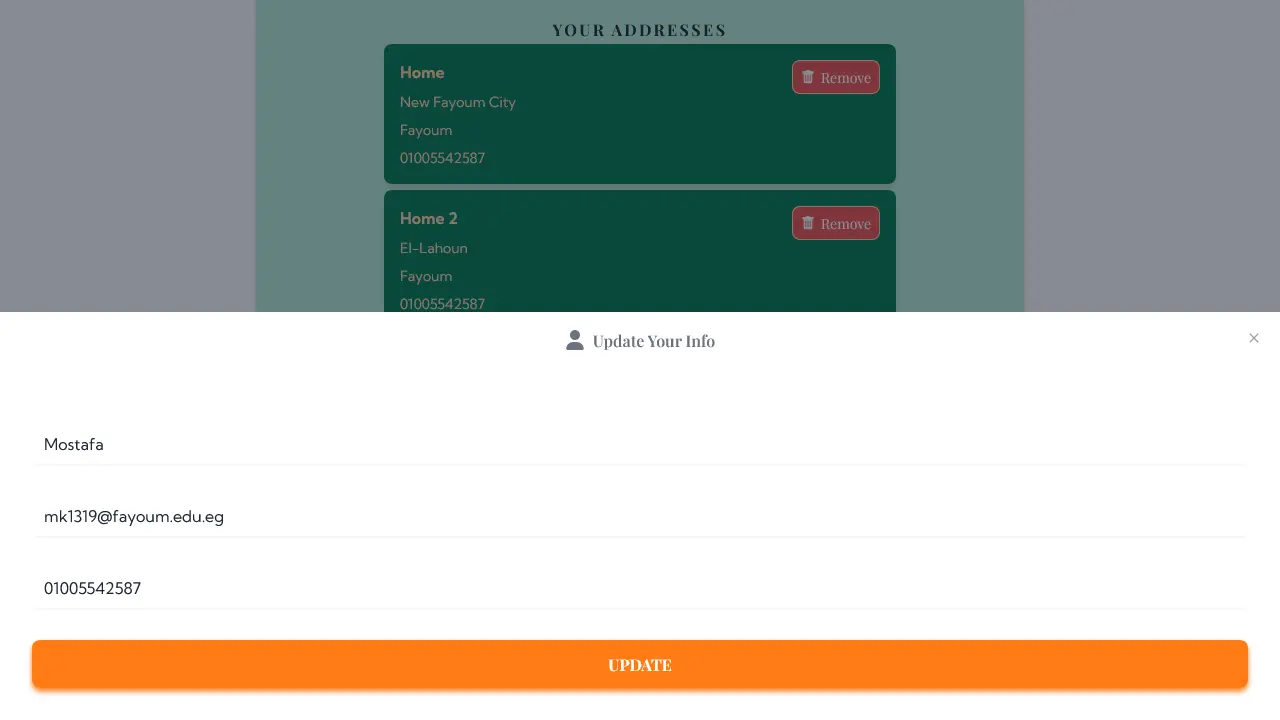 YOUR ADDRESSES
Home
Remove
New Fayoum City
Fayoum
01005542587
Home 2
Remove
El-Lahoun
Fayoum
01005542587
Update Your Info
Mostafa
mk1319@fayoum.edu.eg
01005542587
UPDATE